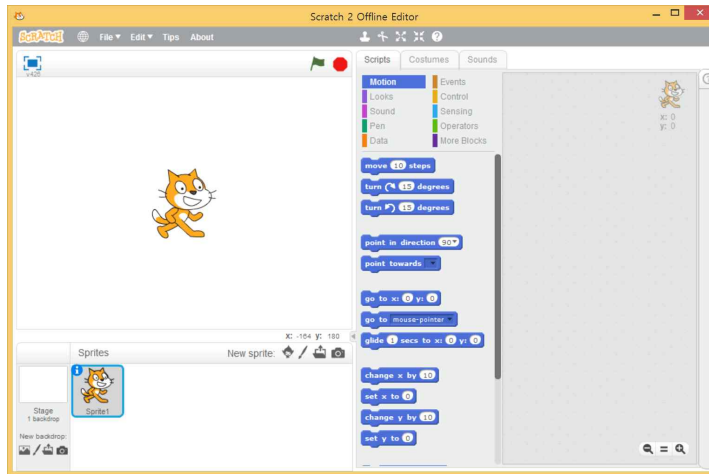 Scratch 2 Offline Editor
SCRATCH File Edit Tips About
v426
Scripts Costumes Sounds
Motion Events
Looks Control
Sound Sensing
Pen Operators
Data More Blocks
x: 0
y: 0
move 10 steps
turn 15 degrees
turn 15 degrees
point in direction 90
point towards
go to x: 0 y: 0
go to mouse-pointer
glide 1 secs to x: 0 y: 0
change x by 10
set x to 0
change y by 10
set y to 0
x: -164 y: 180
Sprites New sprite:
Stage
1 backdrop
Sprite1
New backdrop: